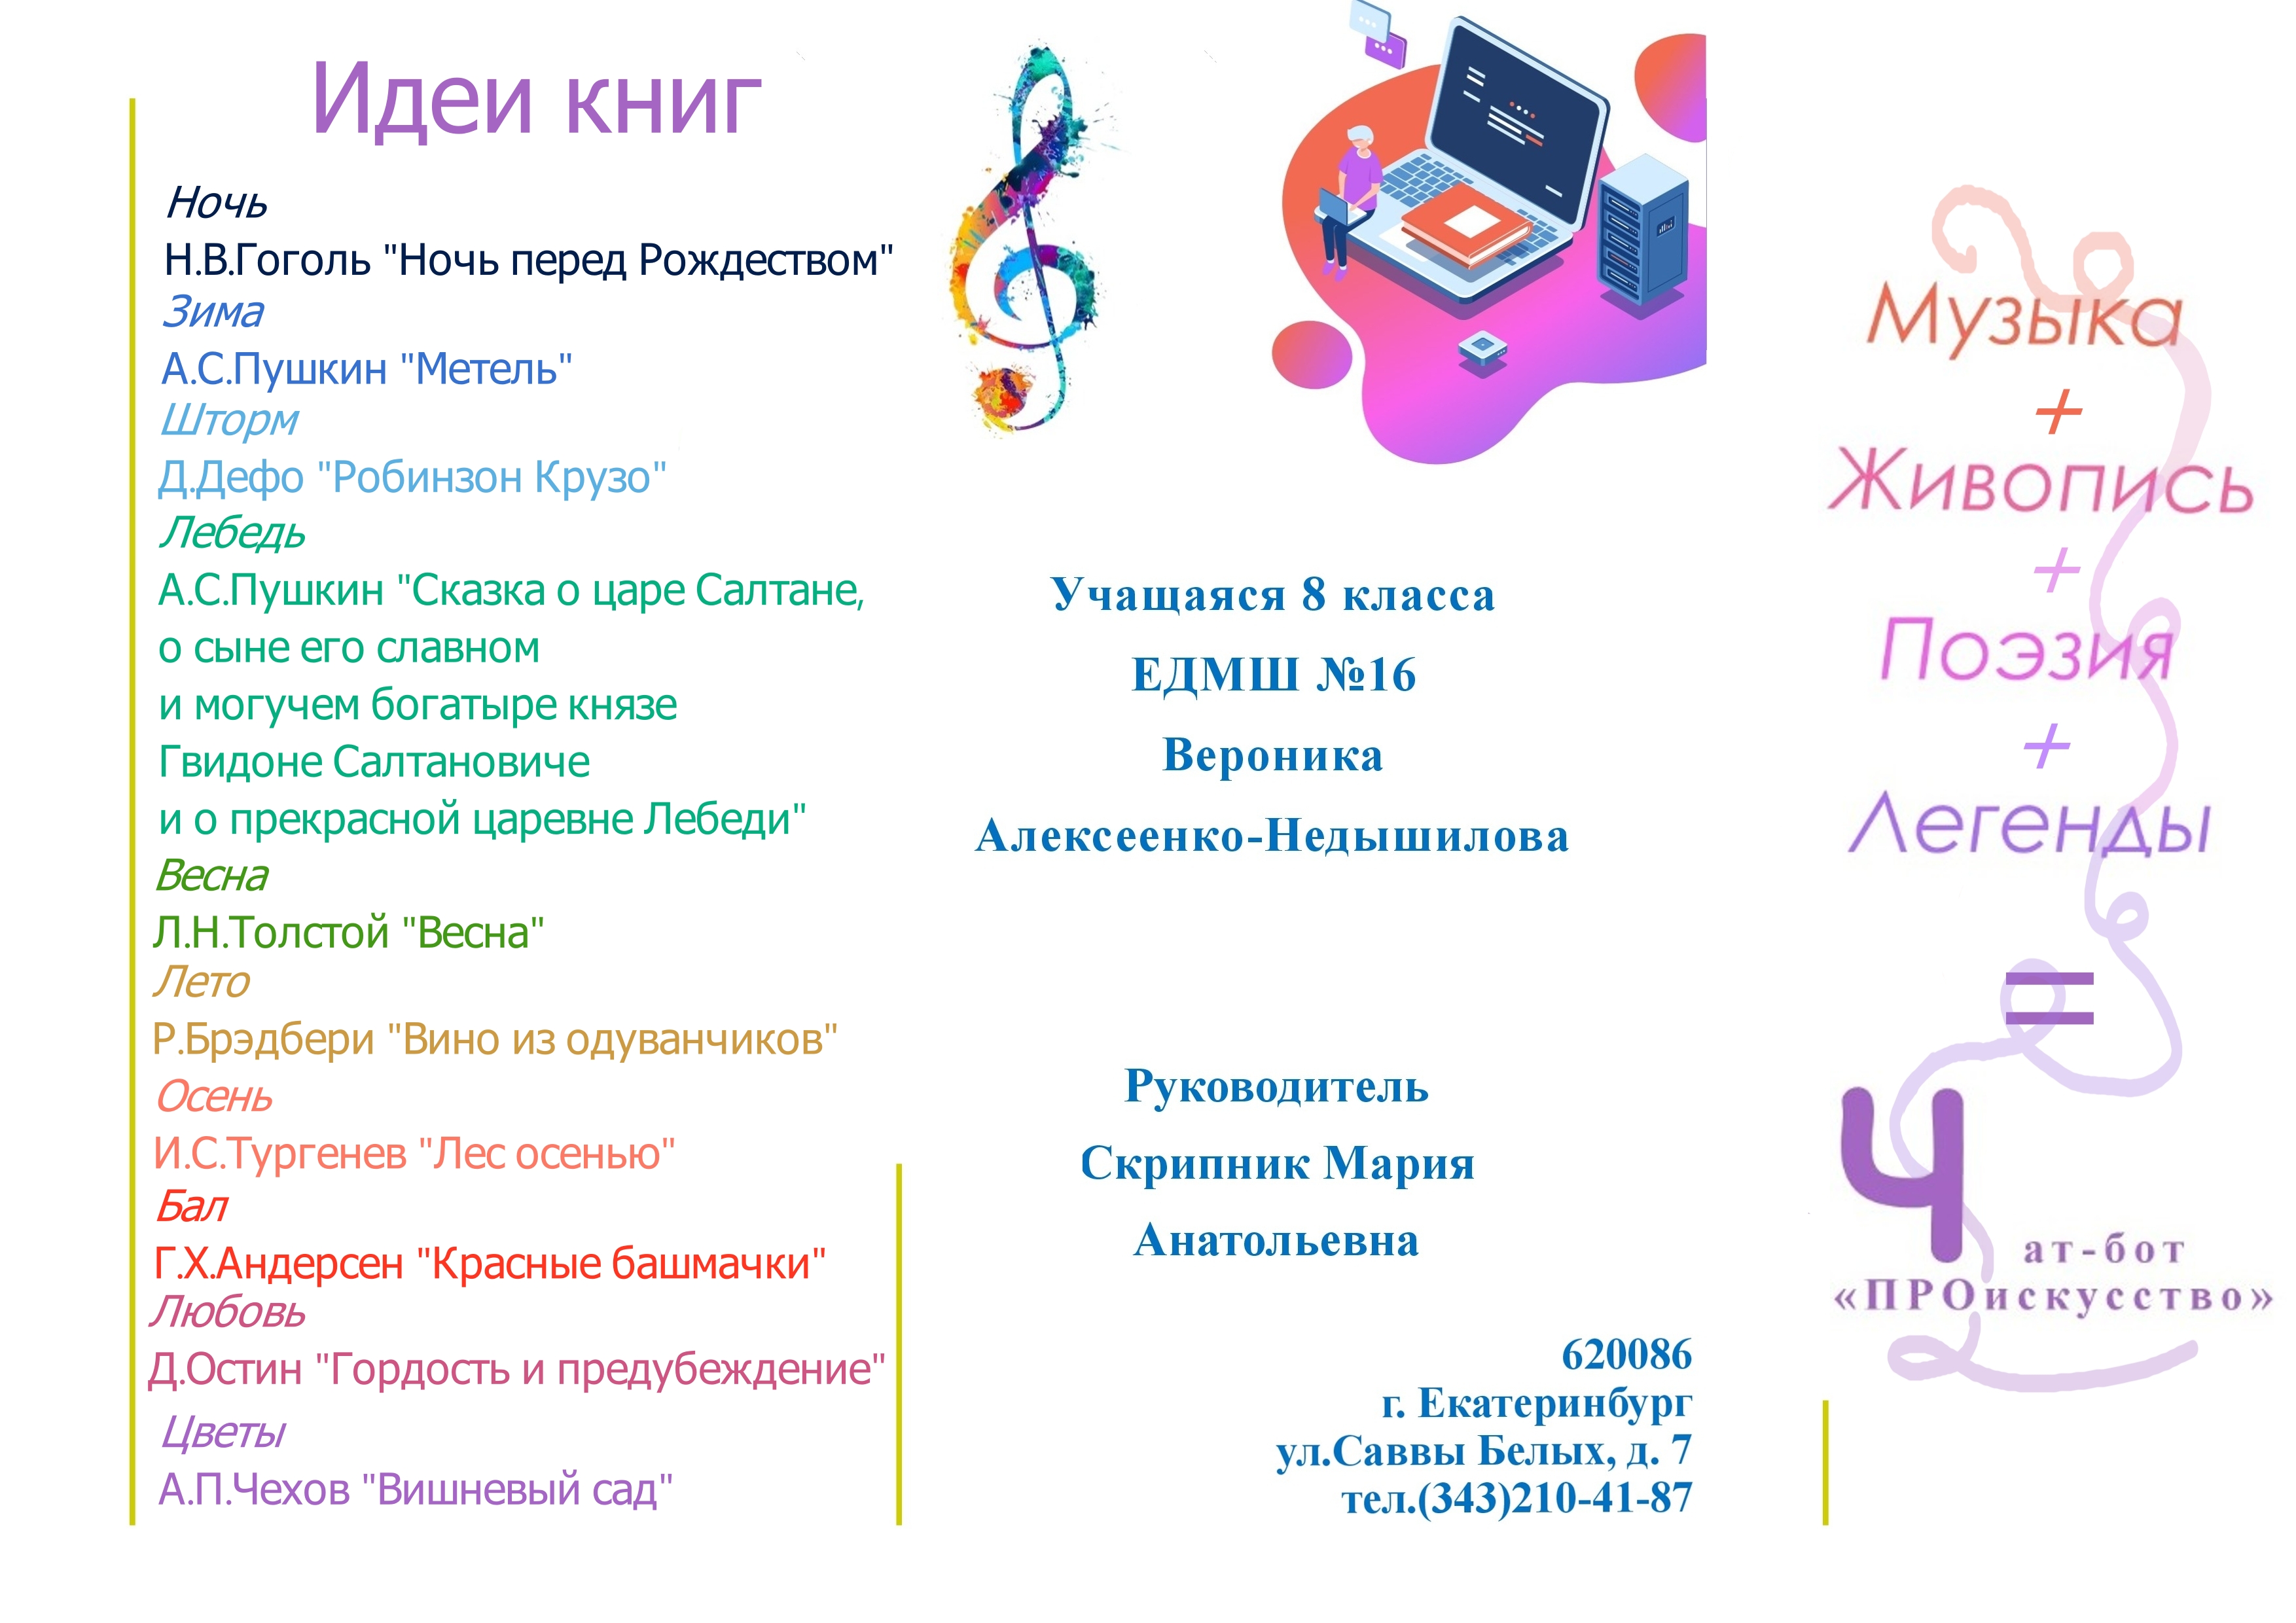 Идеи книг
Ночь
Н.В.Гоголь "Ночь перед Рождеством"
Зима
А.С.Пушкин "Метель"
Шторм
Д.Дефо "Робинзон Крузо"
Лебедь
А.С.Пушкин "Сказка о царе Салтане,
о сыне его славном
и могучем богатыре князе
Гвидоне Салтановиче
и о прекрасной царевне Лебеди"
Весна
Л.Н.Толстой "Весна"
Лето
Р.Брэдбери "Вино из одуванчиков"
Осень
И.С.Тургенев "Лес осенью"
Бал
Г.Х.Андерсен "Красные башмачки"
Любовь
Д.Остин "Гордость и предубеждение"
Цветы
А.П.Чехов "Вишневый сад"
Учащаяся 8 класса
ЕДМШ №16
Вероника
Алексеенко-Недышилова
Руководитель
Скрипник Мария
Анатольевна
620086
г. Екатеринбург
ул.Саввы Белых, д. 7
тел.(343)210-41-87
Музыка
+
Живопись
+
Поэзия
+
Легенды
=
Чат-бот
«ПРОискусство»